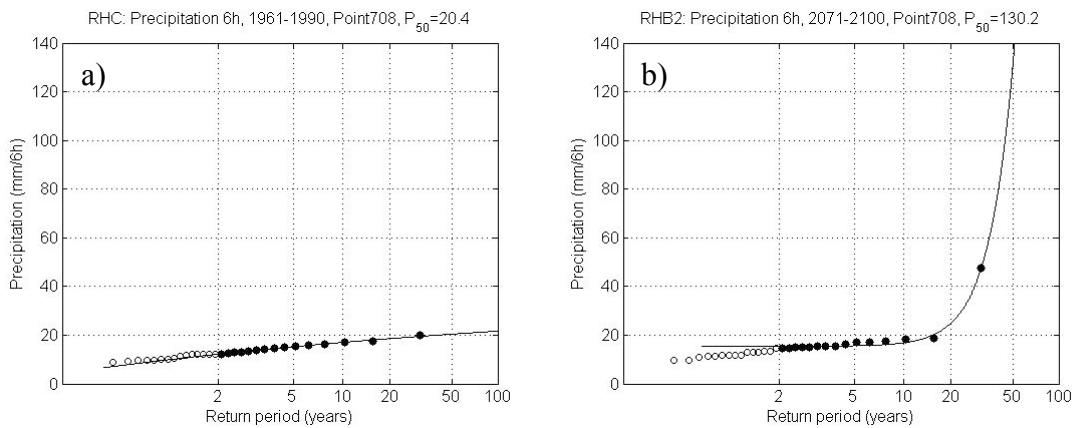 RHC: Precipitation 6h, 1961-1990, Point708, P50=20.4
a)
140
120
100
80
60
40
20
0
Precipitation (mm/6h)
2 5 10 20 50 100
Return period (years)
RHB2: Precipitation 6h, 2071-2100, Point708, P50=130.2
b)
140
120
100
80
60
40
20
0
Precipitation (mm/6h)
2 5 10 20 50 100
Return period (years)